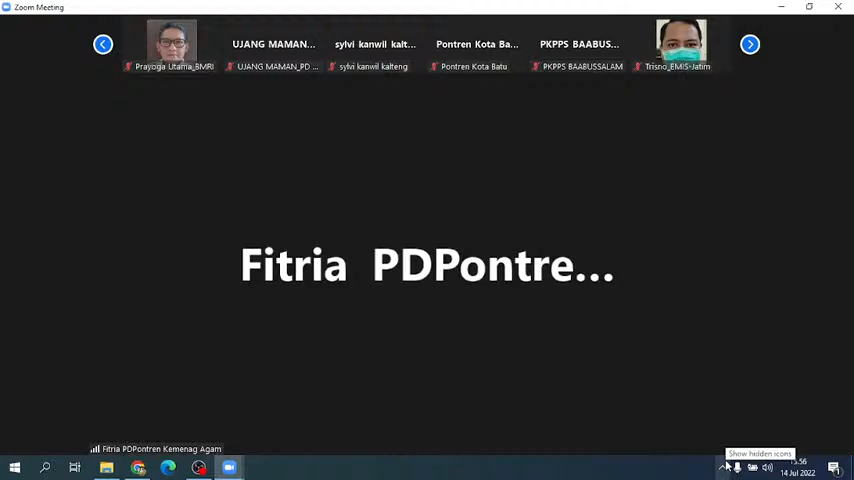 Zoom Meeting
UJANG MAMAN... sylvi kanwil kalt... Pontren Kota Ba... PKPPS BAABUS...
Prayoga Utama_BMRI UJANG MAMAN_PD ... sylvi kanwil kalteng Pontren Kota Batu PKPPS BAABUSSALAM Trisno_EMIS-Jatim
Fitria PDPontre...
Fitria PDPontren Kemenag Agam
Show hidden icons
15.56
14 Jul 2022